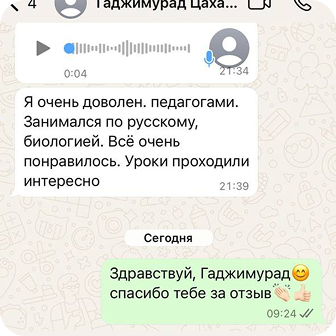 4 Гаджимурад Цаха...
0:04 21:34
Я очень доволен. педагогами.
Занимался по русскому,
биологией. Всё очень
понравилось. Уроки проходили
интересно
21:39
Сегодня
Здравствуй, Гаджимурад😊
спасибо тебе за отзыв👏🏻👍🏻
09:24